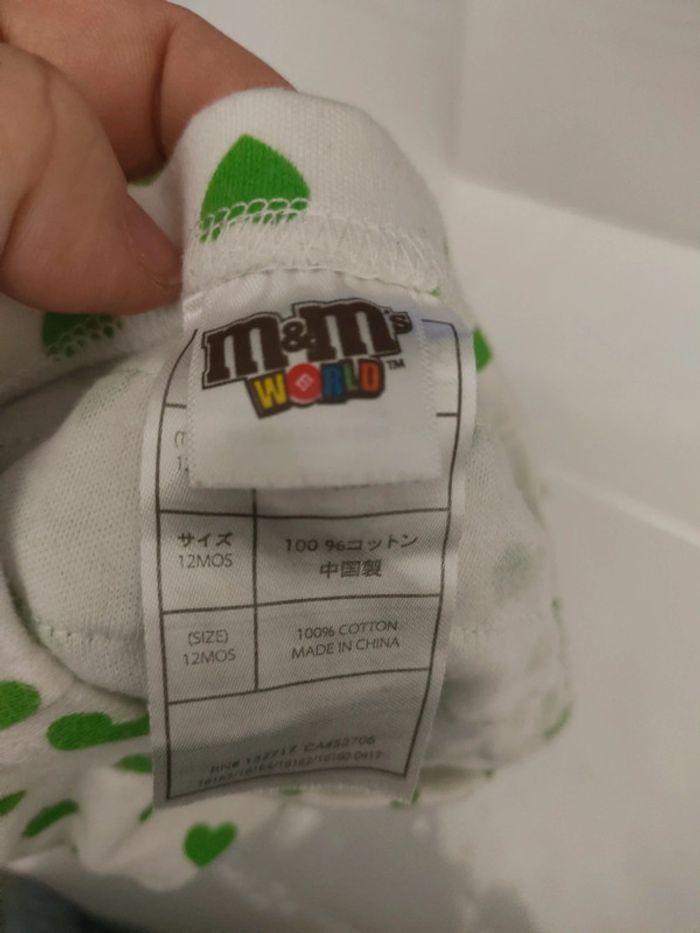 m&m's
WORLD™
サイズ
12MOS
100 %コットン
中国製
(SIZE)
12MOS
100% COTTON
MADE IN CHINA